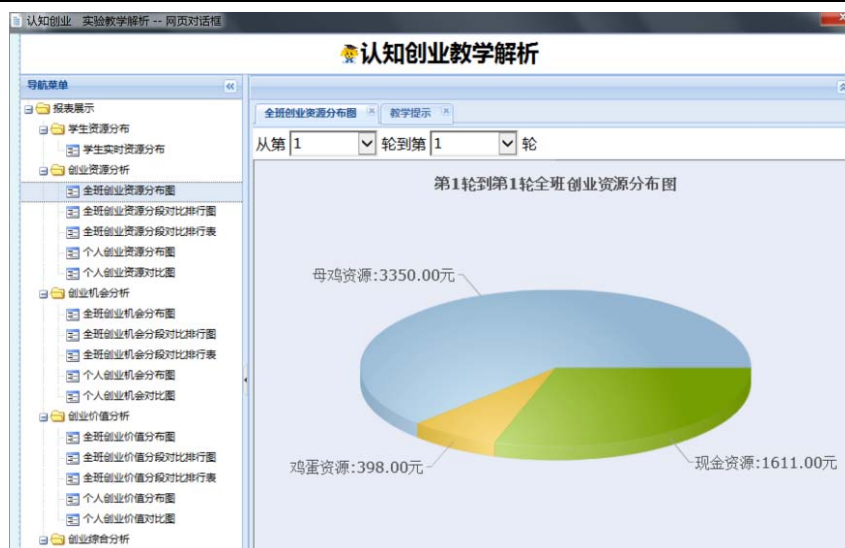 认知创业 实验教学解析 -- 网页对话框
认知创业教学解析
导航菜单
报表展示
学生资源分布
学生实时资源分布
创业资源分析
全班创业资源分布图
全班创业资源分段对比排行图
全班创业资源分段对比排行表
个人创业资源分布图
个人创业资源对比图
创业机会分析
全班创业机会分布图
全班创业机会分段对比排行图
全班创业机会分段对比排行表
个人创业机会分布图
个人创业机会对比图
创业价值分析
全班创业价值分布图
全班创业价值分段对比排行图
全班创业价值分段对比排行表
个人创业价值分布图
个人创业价值对比图
创业综合分析
全班创业资源分布图 教学提示
从第 1 轮到第 1 轮
第1轮到第1轮全班创业资源分布图
母鸡资源:3350.00元
鸡蛋资源:398.00元
现金资源:1611.00元